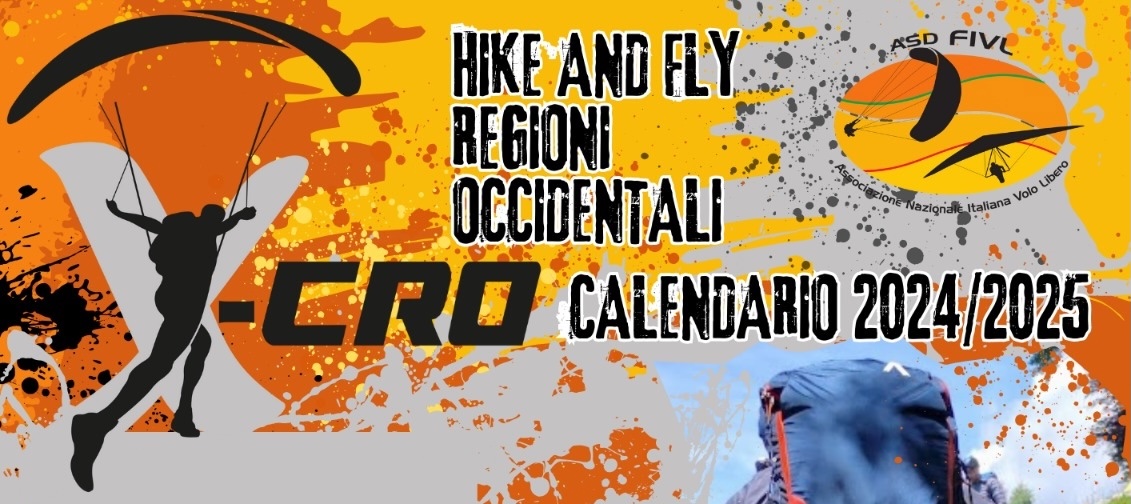 HIKE AND FLY
REGIONI
OCCIDENTALI
X-CRO
CALENDARIO 2024/2025
ASD FIVL
Associazione Nazionale Italiana Volo Libero